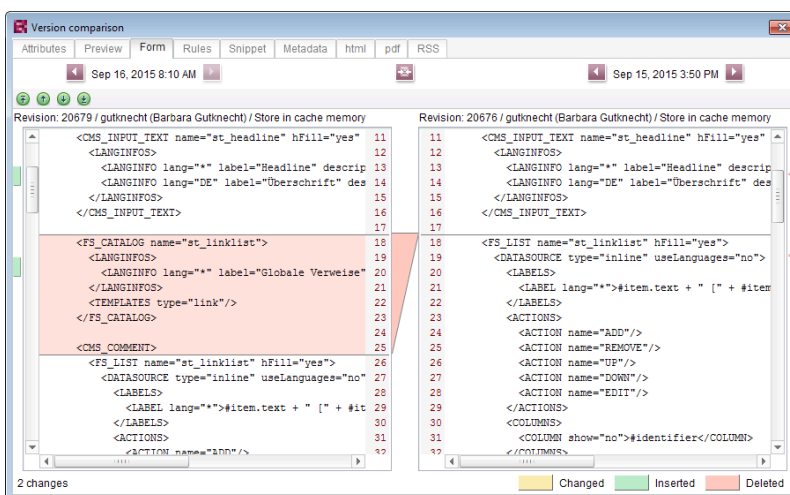 Version comparison
Attributes Preview Form Rules Snippet Metadata html pdf RSS
Sep 16, 2015 8:10 AM
Sep 15, 2015 3:50 PM
Revision: 20679 / gutknecht (Barbara Gutknecht) / Store in cache memory
<CMS_INPUT_TEXT name="st_headline" hFill="yes" 11
<LANGINFOS> 12
<LANGINFO lang="*" label="Headline" descrip 13
<LANGINFO lang="DE" label="Überschrift" des 14
</LANGINFOS> 15
</CMS_INPUT_TEXT> 16
17
<FS_CATALOG name="st_linklist"> 18
<LANGINFOS> 19
<LANGINFO lang="*" label="Globale Verweise" 20
</LANGINFOS> 21
<TEMPLATES type="link"/> 22
</FS_CATALOG> 23
24
<CMS_COMMENT> 25
<FS_LIST name="st_linklist" hFill="yes"> 26
<DATASOURCE type="inline" useLanguages="no" 27
<LABELS> 28
<LABEL lang="*">#item.text + " [" + #it 29
</LABELS> 30
<ACTIONS> 31
<ACTION name="ADD"/> 32
Revision: 20676 / gutknecht (Barbara Gutknecht) / Store in cache memory
11 <CMS_INPUT_TEXT name="st_headline" hFill="yes"
12 <LANGINFOS>
13 <LANGINFO lang="*" label="Headline" descrip
14 <LANGINFO lang="DE" label="Überschrift" des
15 </LANGINFOS>
16 </CMS_INPUT_TEXT>
17
18 <FS_LIST name="st_linklist" hFill="yes">
19 <DATASOURCE type="inline" useLanguages="no">
20 <LABELS>
21 <LABEL lang="*">#item.text + " [" + #item
22 </LABELS>
23 <ACTIONS>
24 <ACTION name="ADD"/>
25 <ACTION name="REMOVE"/>
26 <ACTION name="UP"/>
27 <ACTION name="DOWN"/>
28 <ACTION name="EDIT"/>
29 </ACTIONS>
30 <COLUMNS>
31 <COLUMN show="no">#identifier</COLUMN>
32 </COLUMNS>
2 changes
Changed Inserted Deleted